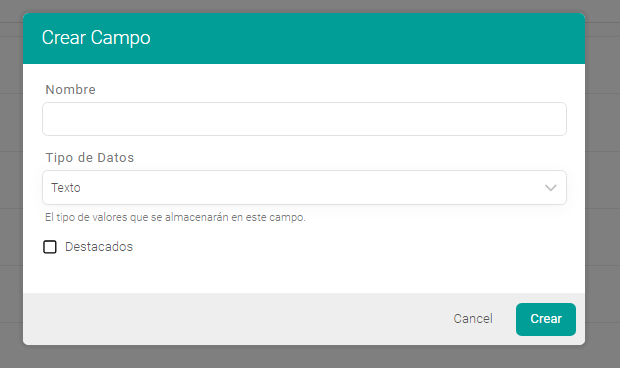 Crear Campo
Nombre
Tipo de Datos
Texto
El tipo de valores que se almacenarán en este campo.
Destacados
Cancel
Crear